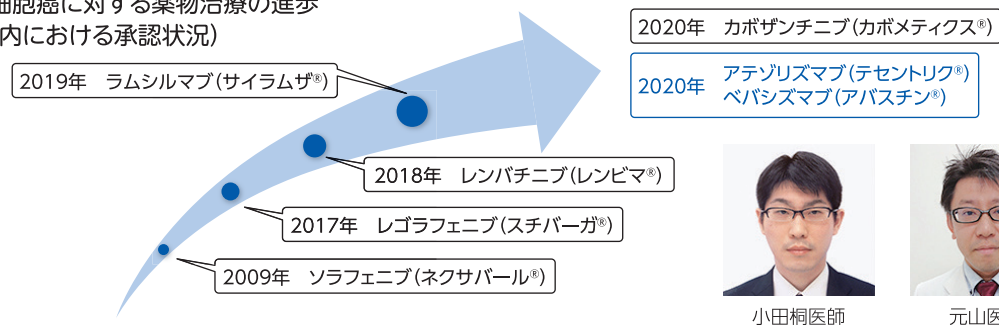 細胞癌に対する薬物治療の進歩
内における承認状況）
2020年　カボザンチニブ（カボメティクス®）
2020年　アテゾリズマブ（テセントリク®）
ベバシズマブ（アバスチン®）
2019年　ラムシルマブ（サイラムザ®）
2018年　レンバチニブ（レンビマ®）
2017年　レゴラフェニブ（スチバーガ®）
2009年　ソラフェニブ（ネクサバール®）
小田桐医師
元山医